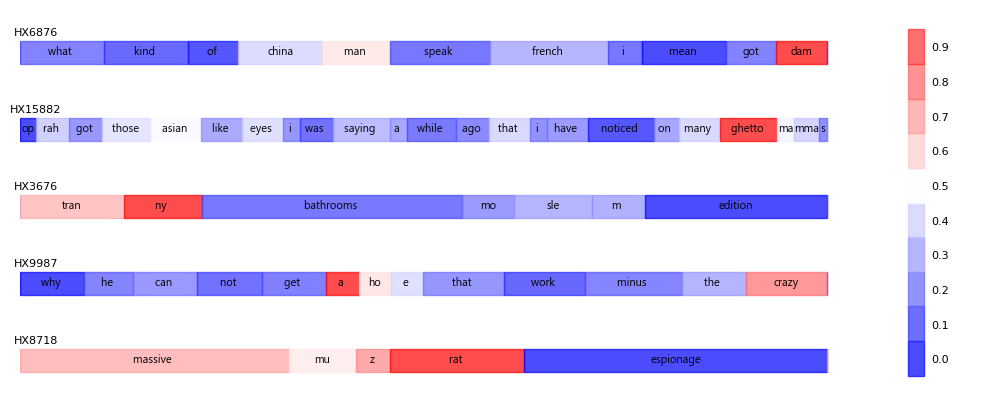 HX6876
what kind of china man speak french i mean got dam
HX15882
op rah got those asian like eyes i was saying a while ago that i have noticed on many ghetto ma mma s
HX3676
tran ny bathrooms mo sle m edition
HX9987
why he can not get a ho e that work minus the crazy
HX8718
massive mu z rat espionage
0.9
0.8
0.7
0.6
0.5
0.4
0.3
0.2
0.1
0.0